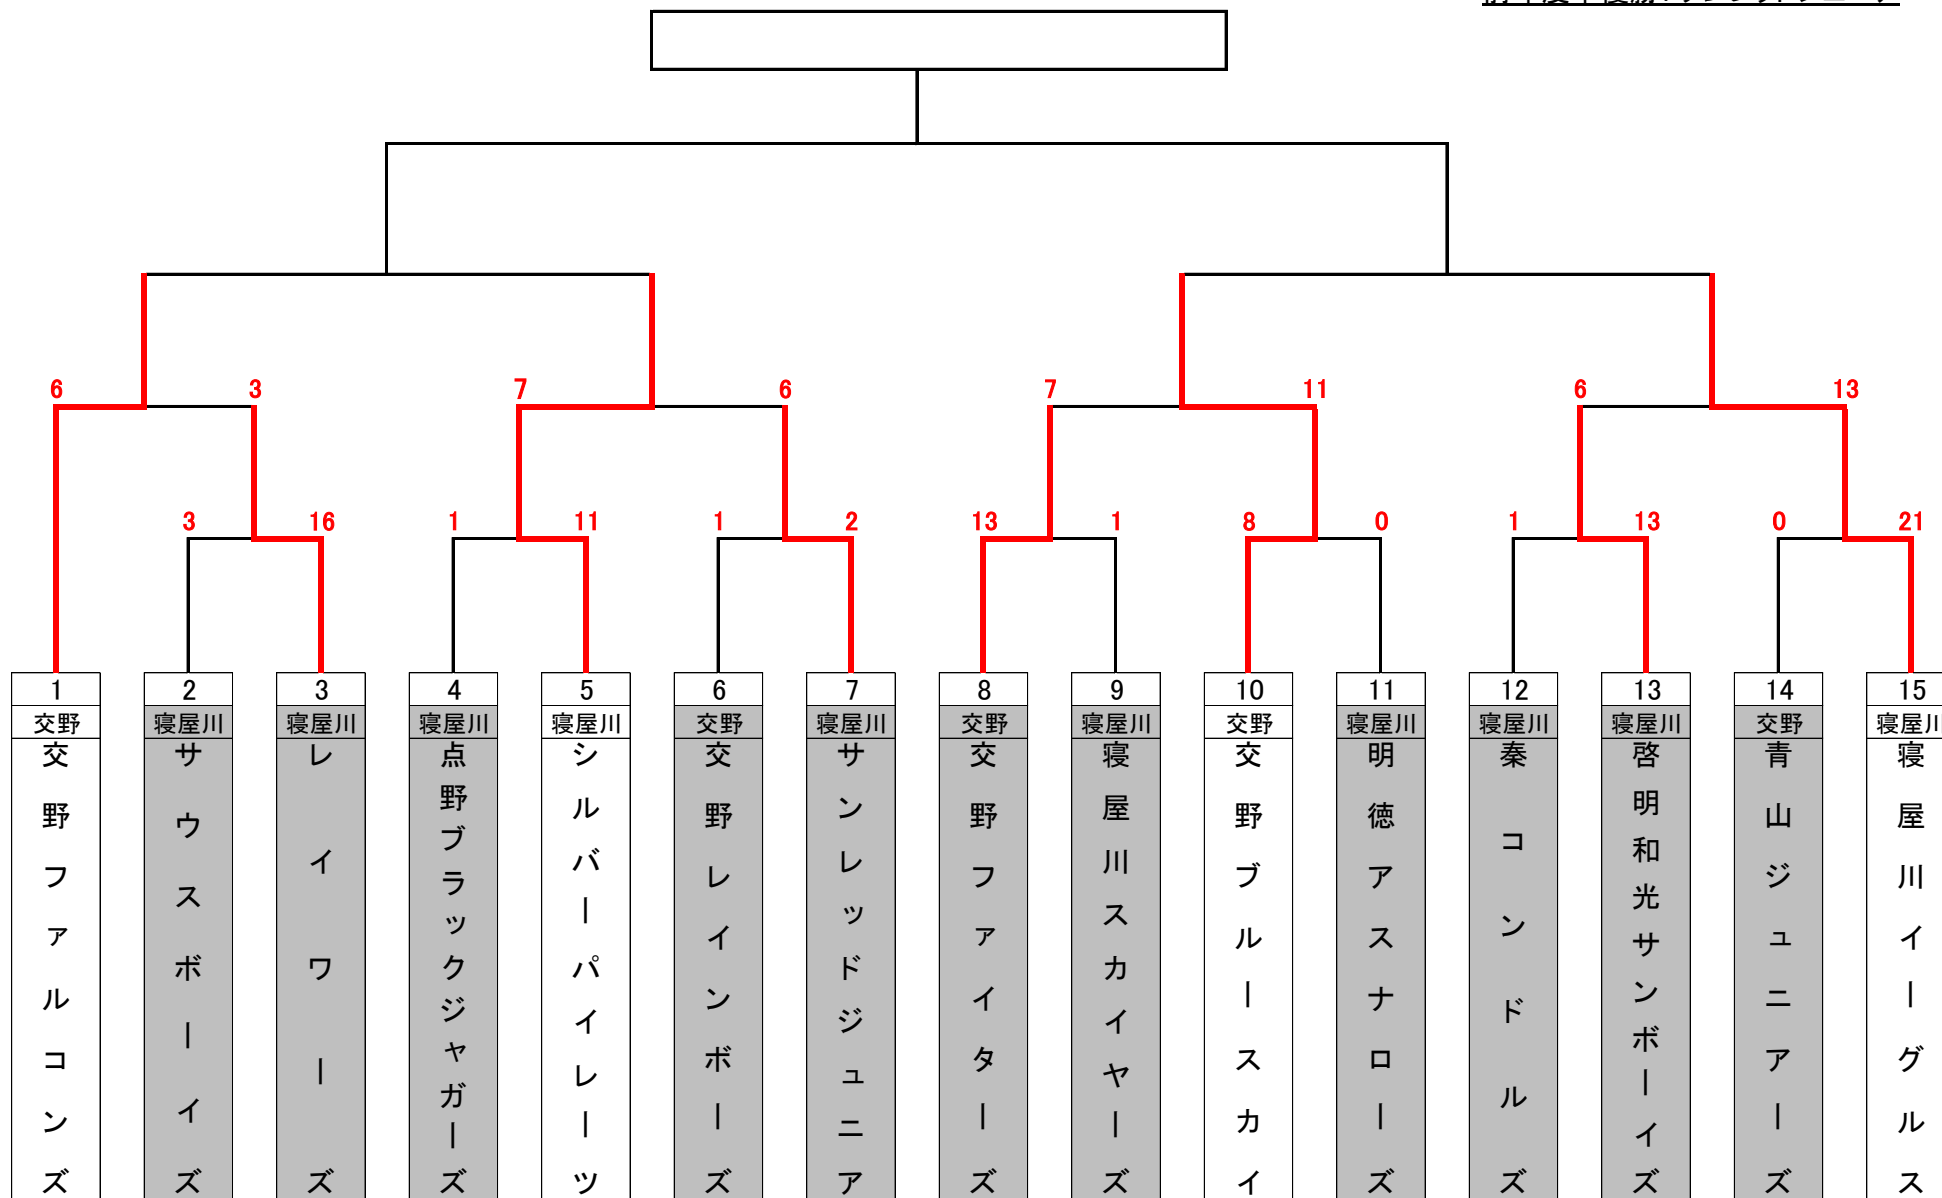 6 3 7 6 7 11 6 13
3 16 1 11 1 2 13 1 8 0 1 13 0 21
1 2 3 4 5 6 7 8 9 10 11 12 13 14 15
交野 寝屋川 寝屋川 寝屋川 寝屋川 交野 寝屋川 交野 寝屋川 交野 寝屋川 寝屋川 寝屋川 交野 寝屋川
交野ファルコンズ
サウスボーイズ
レイワーズ
点野ブラックジャガーズ
シルバーパイレーツ
交野レインボーズ
サンレッドジュニア
交野ファイターズ
寝屋川スカイヤーズ
交野ブルースカイ
明徳アスナローズ
秦コンドルズ
啓明和光サンボーイズ
青山ジュニアーズ
寝屋川イーグルス